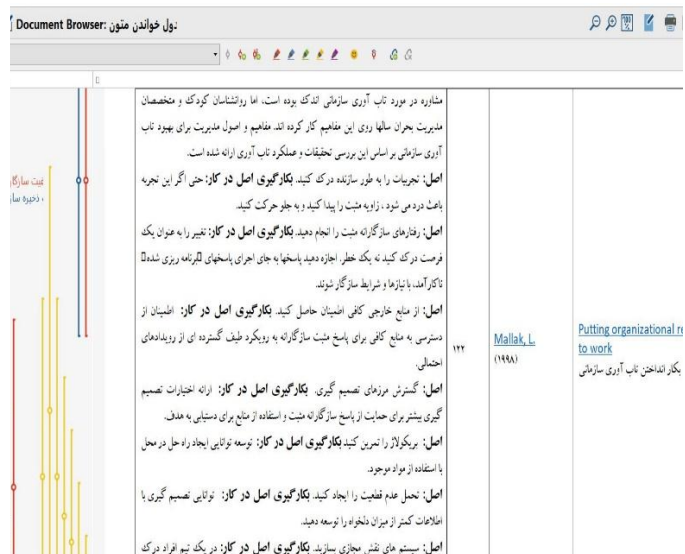 Document Browser: جدول خواندن متون
مشاوره در مورد تاب آوری سازمانی اندک بوده است، اما روانشناسان کودک و متخصصان
مدیریت بحران سالها روی این مفاهیم کار کرده اند. مفاهیم و اصول مدیریت برای بهبود تاب
آوری سازمانی بر اساس این بررسی تحقیقات و عملکرد تاب آوری ارائه شده است.
اصل: تجربیات را به طور سازنده درک کنید. بکارگیری اصل در کار: حتی اگر این تجربه
باعث درد می شود ، زاویه مثبت را پیدا کنید و به جلو حرکت کنید.
اصل: رفتارهای سازگارانه مثبت را انجام دهید. بکارگیری اصل در کار: تغییر را به عنوان یک
فرصت درک کنید نه یک خطر. اجازه دهید پاسخها به جای اجرای پاسخهای برنامه ریزی شده
ناکارآمد، با نیازها و شرایط سازگار شوند.
اصل: از منابع خارجی کافی اطمینان حاصل کنید. بکارگیری اصل در کار: اطمینان از
دسترسی به منابع کافی برای پاسخ مثبت سازگارانه به رویکرد طیف گسترده ای از رویدادهای
احتمالی.
اصل: گسترش مرزهای تصمیم گیری. بکارگیری اصل در کار: ارائه اختیارات تصمیم
گیری بیشتر برای حمایت از پاسخ سازگارانه مثبت و استفاده از منابع برای دستیابی به هدف.
اصل: بریکولاژ را تمرین کنید بکارگیری اصل در کار: توسعه توانایی ایجاد راه حل در محل
با استفاده از مواد موجود.
اصل: تحمل عدم قطعیت را ایجاد کنید. بکارگیری اصل در کار: توانایی تصمیم گیری با
اطلاعات کمتر از میزان دلخواه را توسعه دهید.
اصل: سیستم های نقش مجازی بسازید. بکارگیری اصل در کار: در یک تیم افراد درک
۱۲۲
Mallak, L.
(۱۹۹۸)
Putting organizational re
to work
بکار انداختن تاب آوری سازمانی